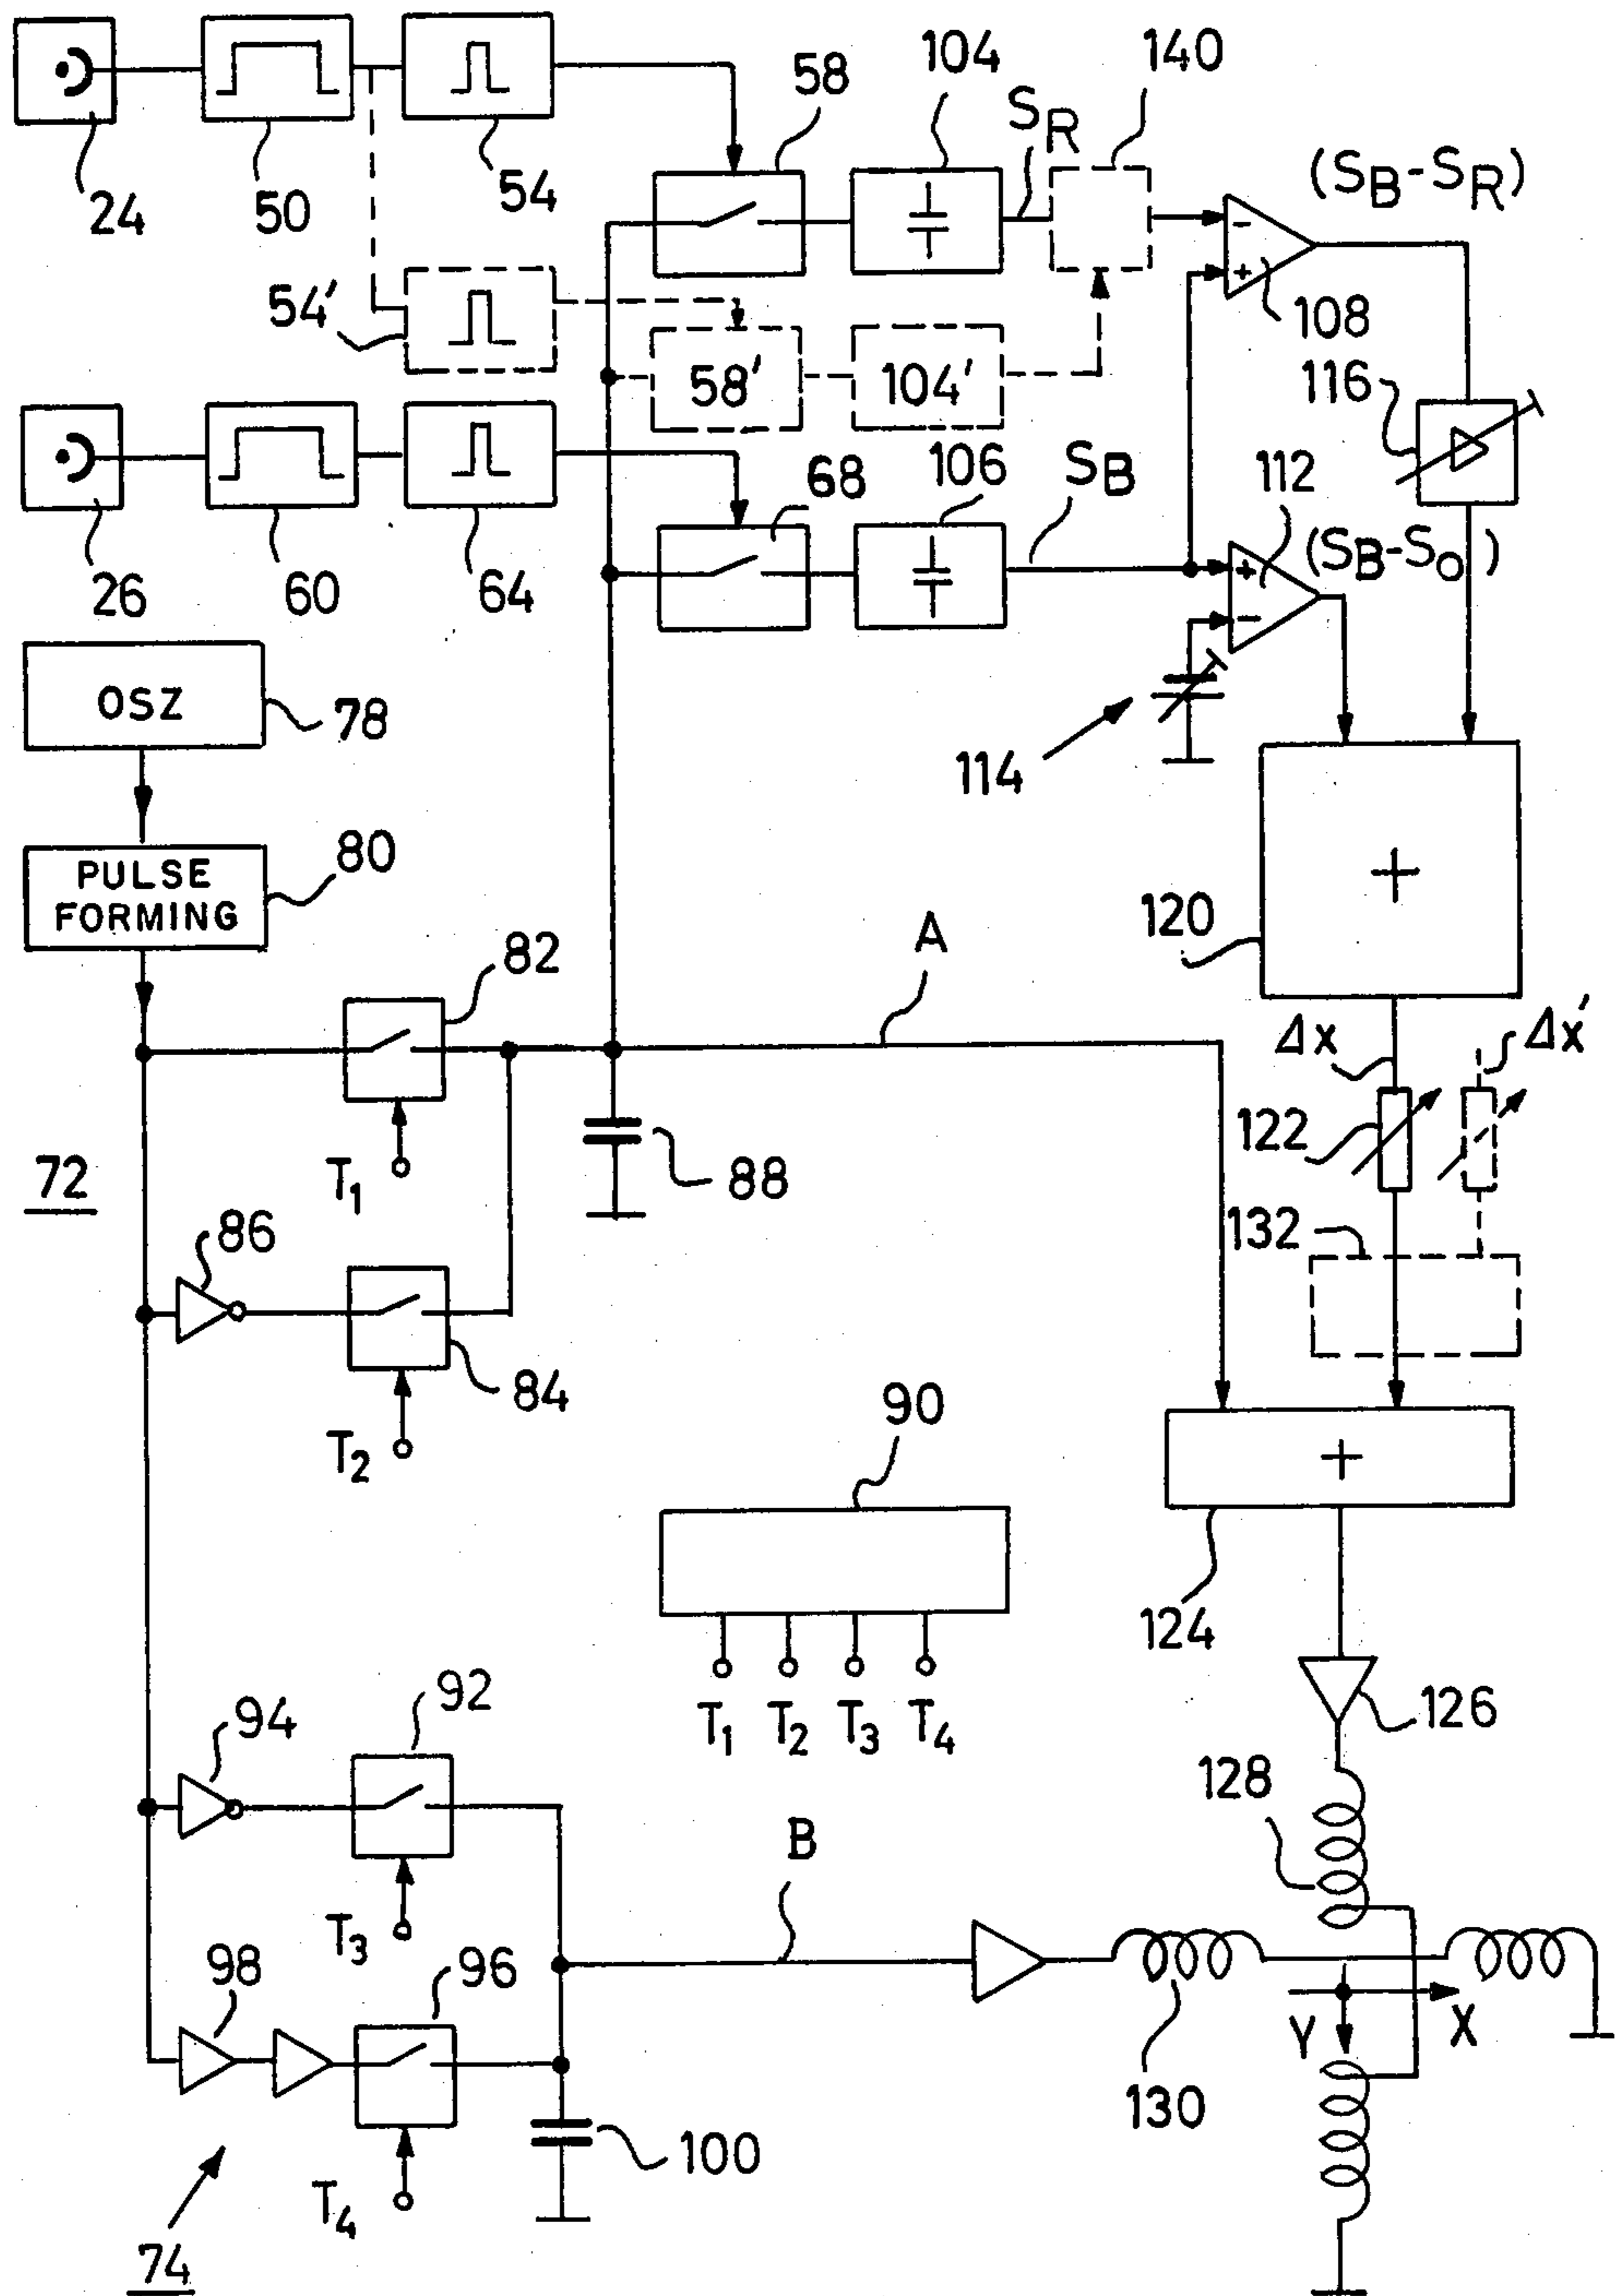 24
50
54
58
104
S_R
140
(S_B-S_R)
54'
58'
104'
108
116
26
60
64
68
106
S_B
112
(S_B-S_0)
OSZ
78
114
PULSE
FORMING
80
120
82
A
Δx
Δx'
122
T_1
88
72
86
132
84
T_2
90
124
T_1
T_2
T_3
T_4
126
94
92
128
T_3
B
98
96
Y
X
130
100
T_4
74